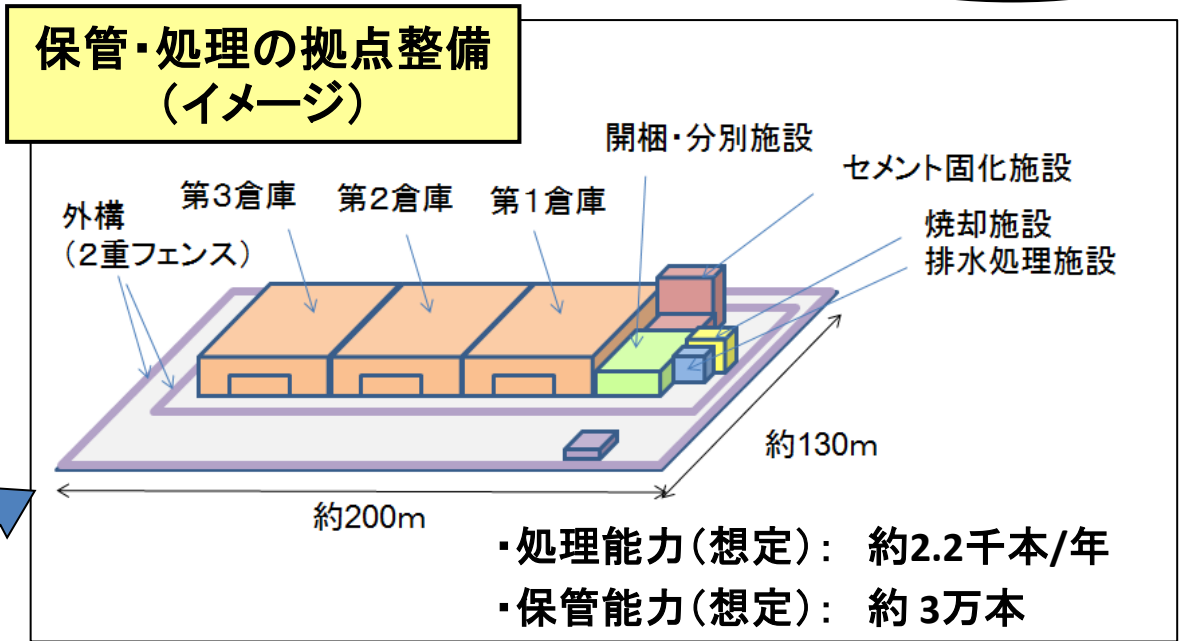 保管・処理の拠点整備
（イメージ）
開梱・分別施設
セメント固化施設
第3倉庫
第2倉庫
第1倉庫
焼却施設
排水処理施設
外構
（2重フェンス）
約130m
約200m
・処理能力（想定）： 約2.2千本/年
・保管能力（想定）： 約 3万本